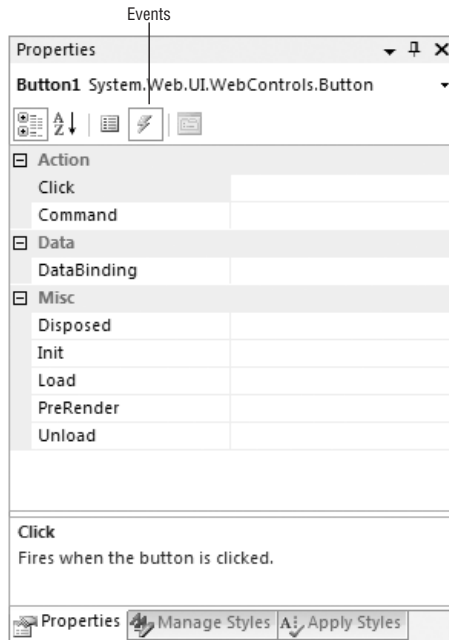 Events
Properties
Button1 System.Web.UI.WebControls.Button
A
Z
Action
Click
Command
Data
DataBinding
Misc
Disposed
Init
Load
PreRender
Unload
Click
Fires when the button is clicked.
Properties Manage Styles Apply Styles